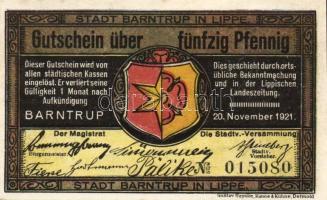 STADT BARNTRUP IN LIPPE.
Gutschein über fünfzig Pfennig
Dieser Gutschein wird von
allen städtischen Kassen
eingelöst. Er verliert seine
Gültigkeit 1 Monat nach
Aufkündigung
BARNTRUP
Dies geschieht durch orts-
übliche Bekanntmachung
und in der Lippischen
Landeszeitung.
20. November 1921.
Der Magistrat
Die Stadtv.-Versammlung
Bürgermeister
Stadtv.
Vorsteher.
№ 015080
STADT BARNTRUP IN LIPPE.
Detmold